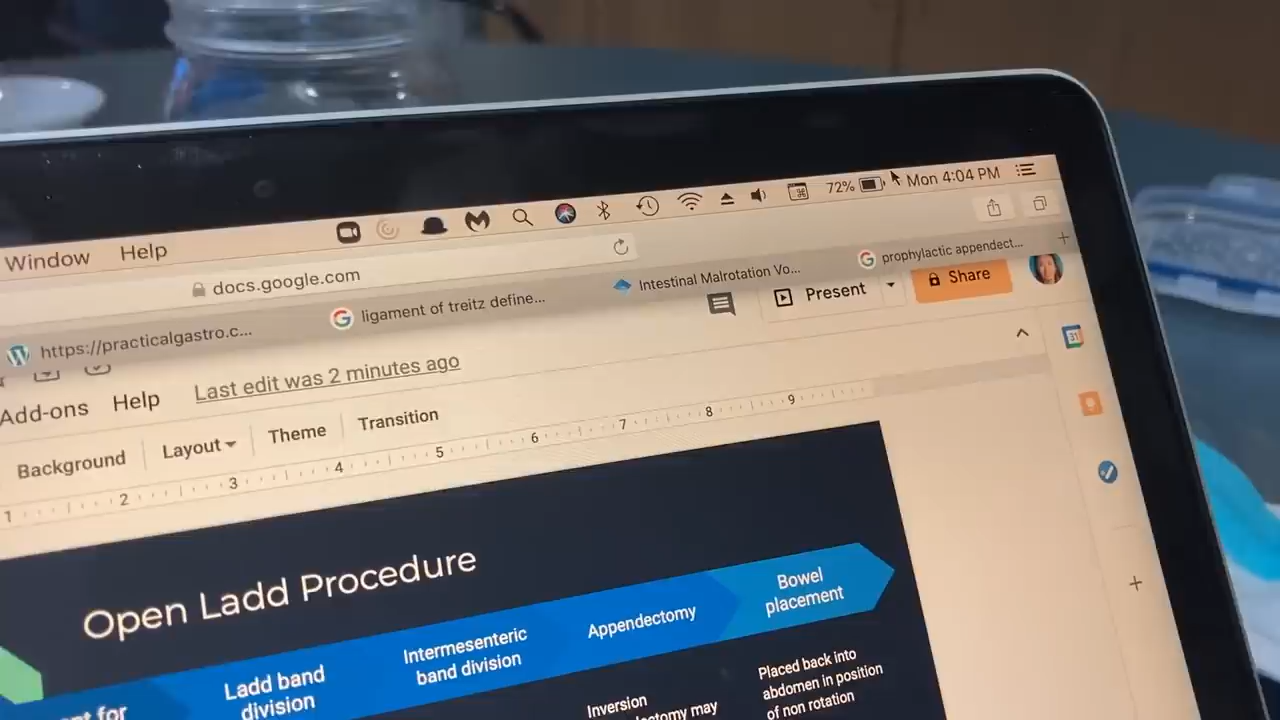 Window Help 72% Mon 4:04 PM
docs.google.com
https://practicalgastro.c... ligament of treitz define... Intestinal Malrotation Vo... prophylactic appendect...
Present Share
31
Add-ons Help Last edit was 2 minutes ago
Background Layout Theme Transition
1 2 3 4 5 6 7 8 9
Open Ladd Procedure
for
Ladd band
division
Intermesenteric
band division
Appendectomy
Bowel
placement
Inversion
may
Placed back into
abdomen in position
of non rotation